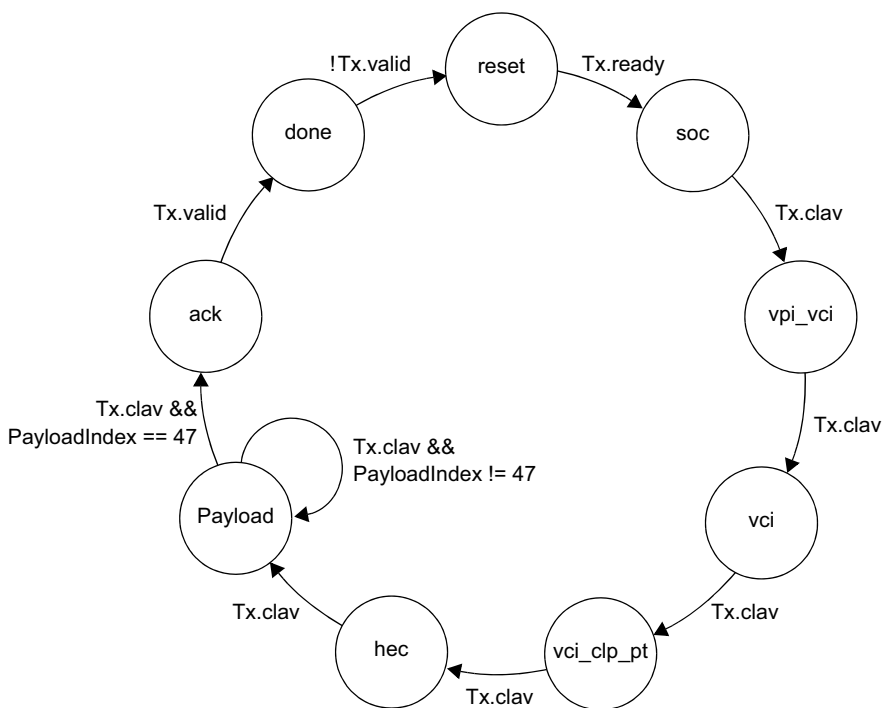 !Tx.valid
reset
Tx.ready
done
soc
Tx.valid
Tx.clav
ack
vpi_vci
Tx.clav &&
PayloadIndex == 47
Tx.clav &&
PayloadIndex != 47
Tx.clav
Payload
vci
Tx.clav
Tx.clav
hec
vci_clp_pt
Tx.clav